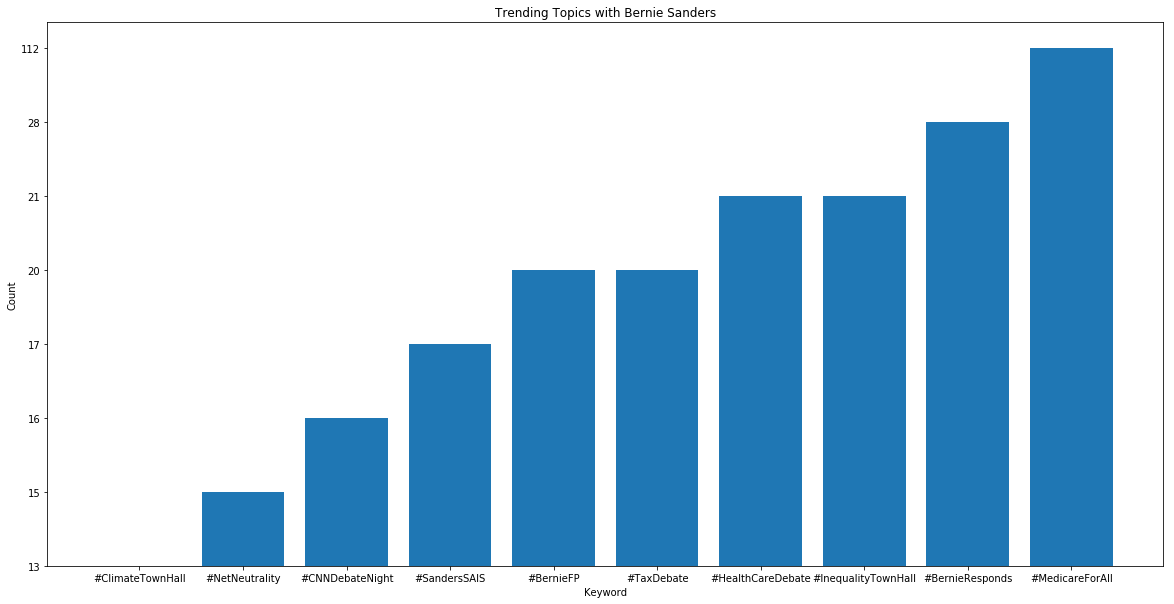 Trending Topics with Bernie Sanders
112
28
21
20
17
16
15
13
Count
#ClimateTownHall #NetNeutrality #CNNDebateNight #SandersSAIS #BernieFP #TaxDebate #HealthCareDebate #InequalityTownHall #BernieResponds #MedicareForAll
Keyword